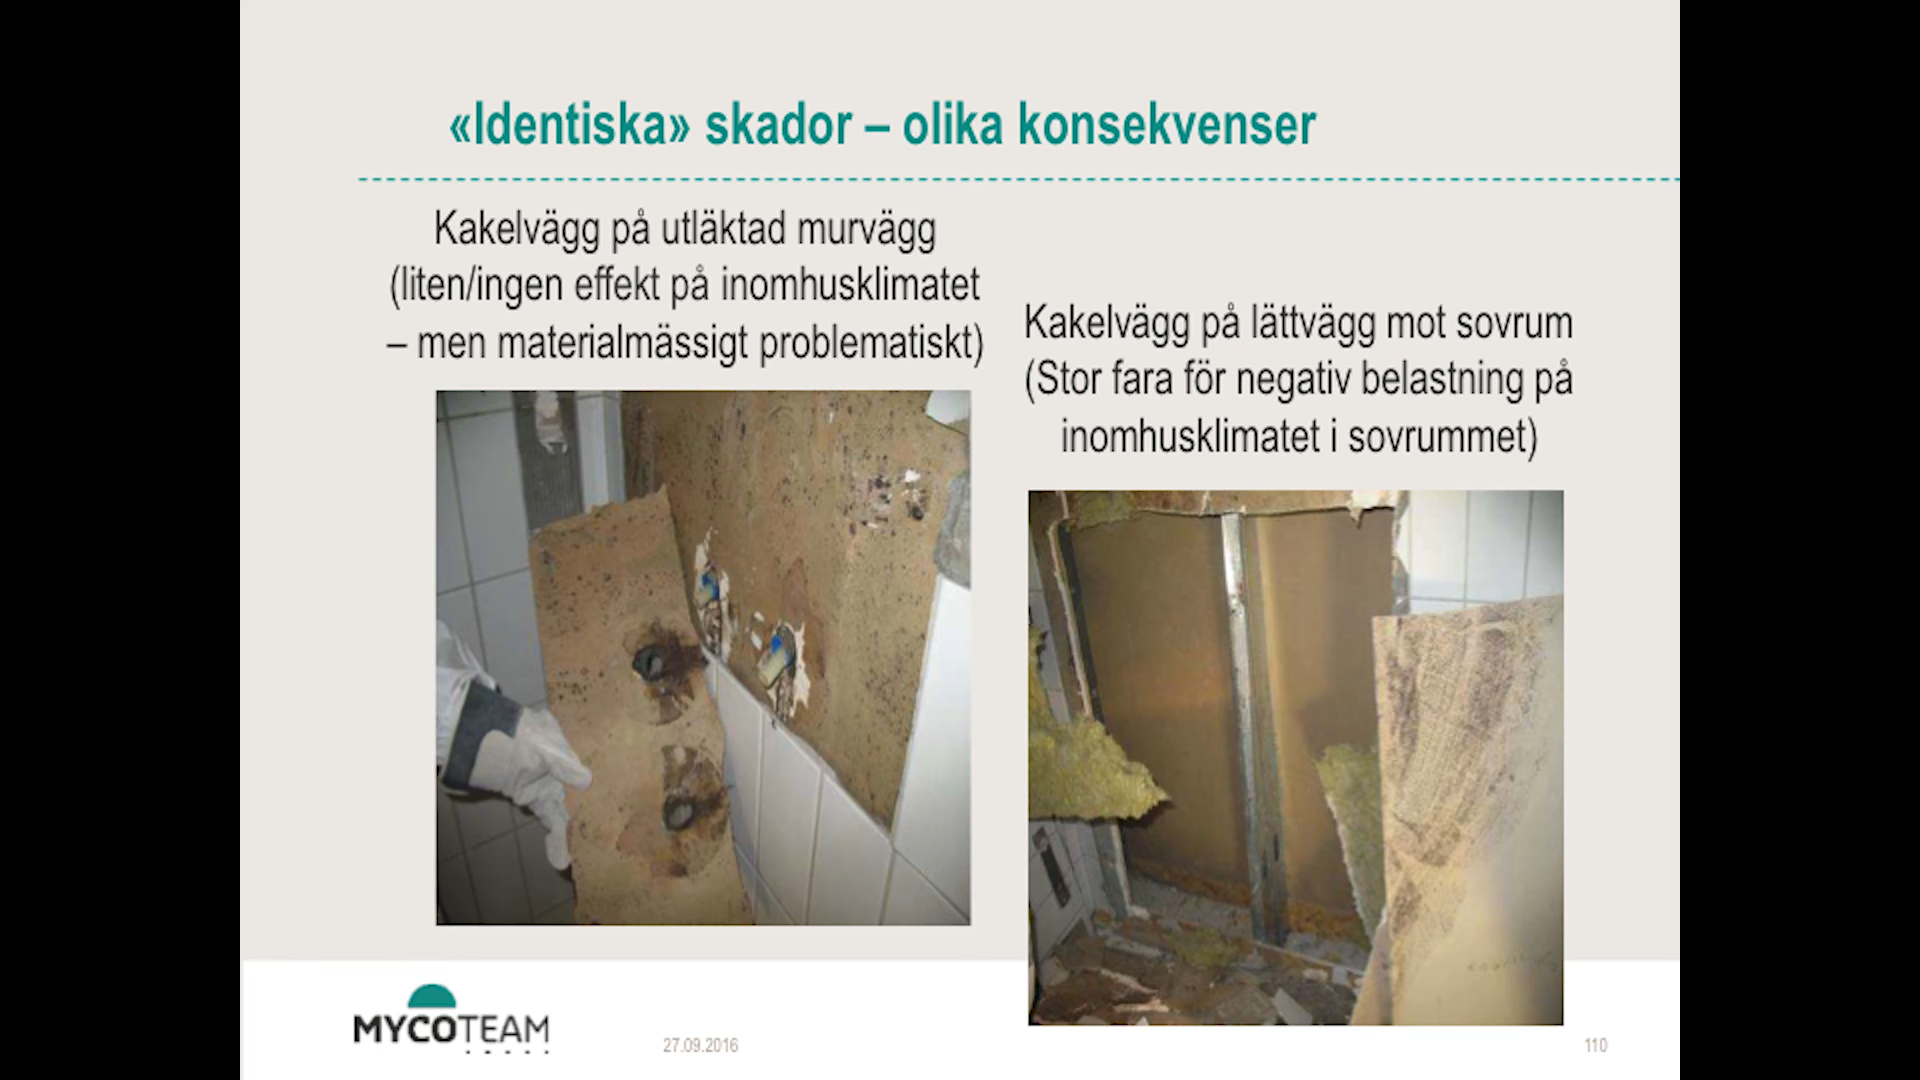 «Identiska» skador – olika konsekvenser
Kakelvägg på utläktad murvägg
(liten/ingen effekt på inomhusklimatet
– men materialmässigt problematiskt)
Kakelvägg på lättvägg mot sovrum
(Stor fara för negativ belastning på
inomhusklimatet i sovrummet)
MYCOTEAM
27.09.2016
110